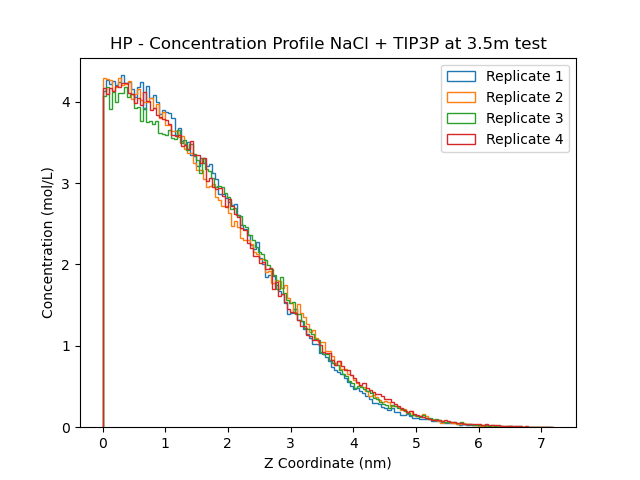 HP - Concentration Profile NaCl + TIP3P at 3.5m test
Replicate 1
Replicate 2
Replicate 3
Replicate 4
Concentration (mol/L)
4
3
2
1
0
0 1 2 3 4 5 6 7
Z Coordinate (nm)